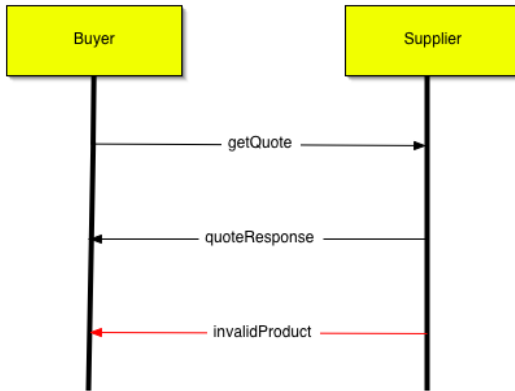 Buyer
Supplier
getQuote
quoteResponse
invalidProduct